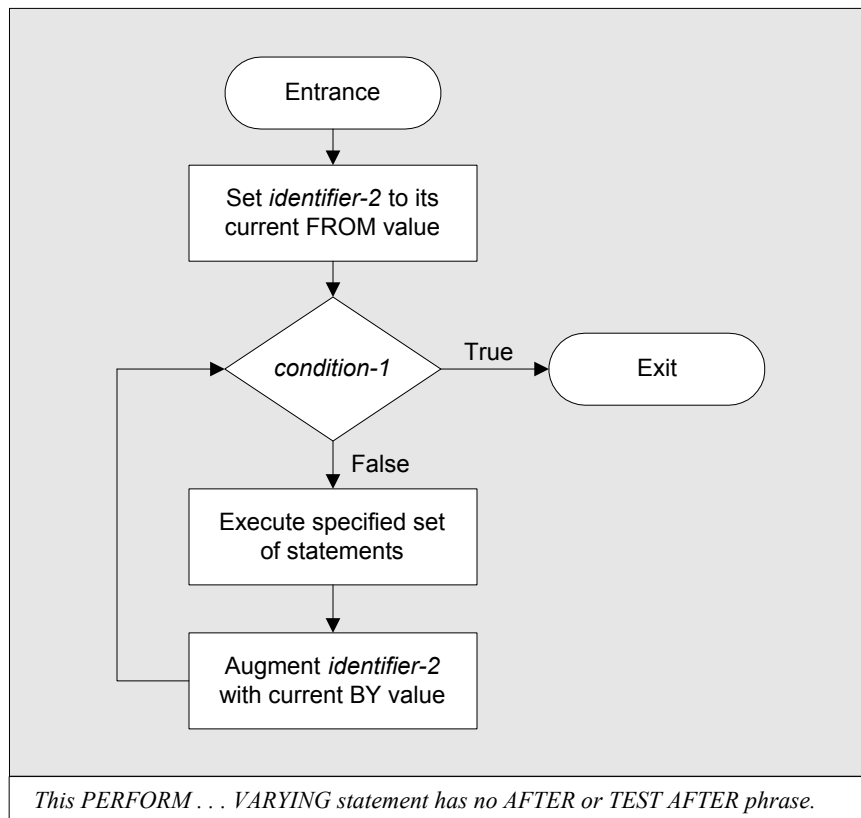 Entrance
Set identifier-2 to its
current FROM value
condition-1
True
Exit
False
Execute specified set
of statements
Augment identifier-2
with current BY value
This PERFORM . . . VARYING statement has no AFTER or TEST AFTER phrase.